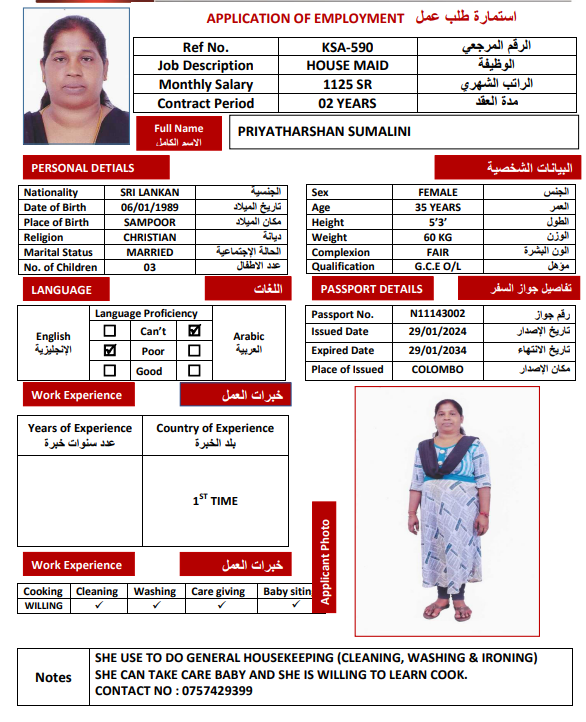 APPLICATION OF EMPLOYMENT استمارة طلب عمل
Ref No. KSA-590 الرقم المرجعي
Job Description HOUSE MAID الوظيفة
Monthly Salary 1125 SR الراتب الشهري
Contract Period 02 YEARS مدة العقد
Full Name PRIYATHARSHAN SUMALINI
الاسم الكامل
PERSONAL DETIALS البيانات الشخصية
Nationality SRI LANKAN الجنسية
Date of Birth 06/01/1989 تاريخ الميلاد
Place of Birth SAMPOOR مكان الميلاد
Religion CHRISTIAN ديانة
Marital Status MARRIED الحالة الإجتماعية
No. of Children 03 عدد الاطفال
Sex FEMALE الجنس
Age 35 YEARS العمر
Height 5’3’ الطول
Weight 60 KG الوزن
Complexion FAIR الون البشرة
Qualification G.C.E O/L مؤهل
LANGUAGE اللغات
Language Proficiency
English الإنجليزية
Can’t
Poor
Good
Arabic العربية
PASSPORT DETAILS تفاصيل جواز السفر
Passport No. N11143002 رقم جواز
Issued Date 29/01/2024 تاريخ الإصدار
Expired Date 29/01/2034 تاريخ الانتهاء
Place of Issued COLOMBO مكان الإصدار
Work Experience خبرات العمل
Years of Experience Country of Experience
عدد سنوات خبرة بلد الخبرة
1ST TIME
Work Experience خبرات العمل
Cooking Cleaning Washing Care giving Baby sitin
WILLING ✓ ✓ ✓ ✓
Applicant Photo
Notes
SHE USE TO DO GENERAL HOUSEKEEPING (CLEANING, WASHING & IRONING)
SHE CAN TAKE CARE BABY AND SHE IS WILLING TO LEARN COOK.
CONTACT NO : 0757429399